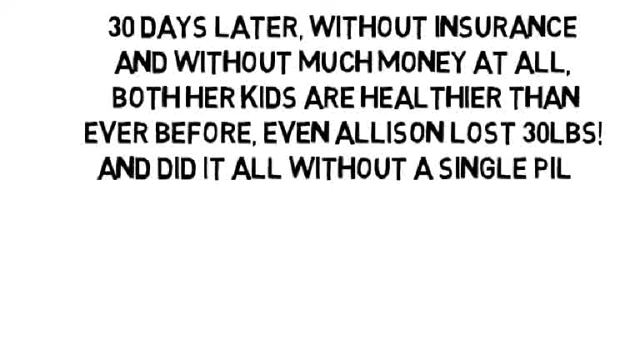 30 DAYS LATER, WITHOUT INSURANCE
AND WITHOUT MUCH MONEY AT ALL,
BOTH HER KIDS ARE HEALTHIER THAN
EVER BEFORE, EVEN ALLISON LOST 30LBS!
AND DID IT ALL WITHOUT A SINGLE PIL